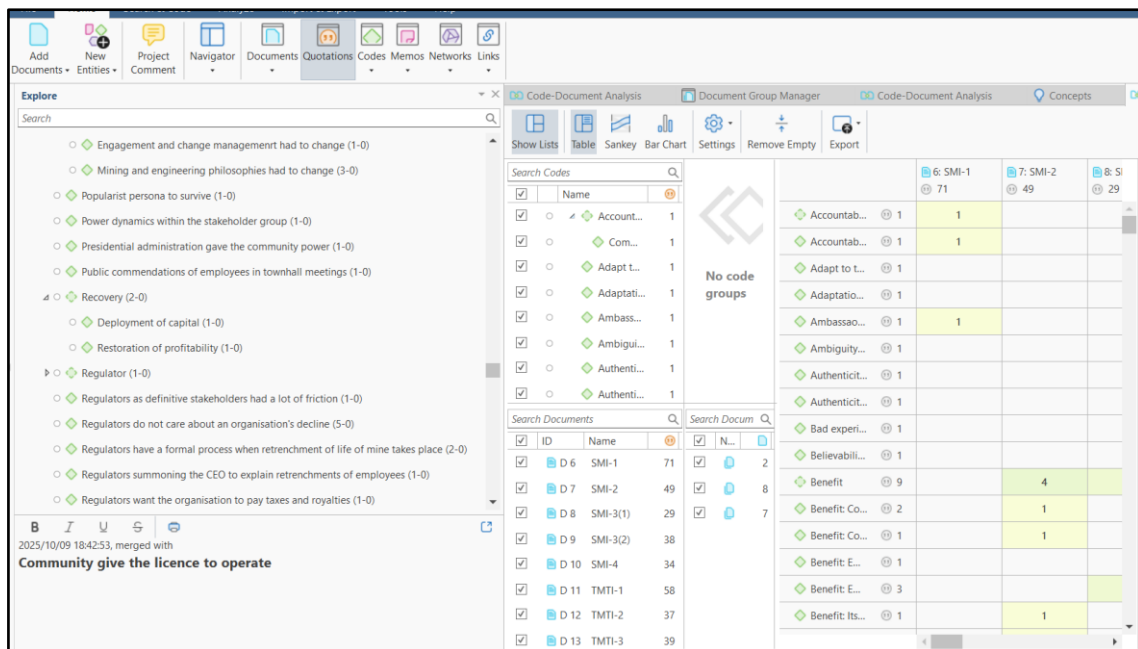 Add Documents
New Entities
Project Comment
Navigator
Documents
Quotations
Codes
Memos
Networks
Links
Explore
Search
Engagement and change managemrnt had to change (1-0)
Mining and engineering philosophies had to change (3-0)
Popularist persona to survive (1-0)
Power dynamics within the stakeholder group (1-0)
Presidential administration gave the community power (1-0)
Public commendations of employees in townhall meetings (1-0)
Recovery (2-0)
Deployment of capital (1-0)
Restoration of profitability (1-0)
Regulator (1-0)
Regulators as definitive stakeholders had a lot of friction (1-0)
Regulators do not care about an organisation's decline (5-0)
Regulators have a formal process when retrenchment of life of mine takes place (2-0)
Regulators summoning the CEO to explain retrenchments of employees (1-0)
Regulators want the organisation to pay taxes and royalties (1-0)
B I U S
2025/10/09 18:42:53, merged with
Community give the licence to operate
Code-Document Analysis
Document Group Manager
Code-Document Analysis
Concepts
Show Lists
Table
Sankey
Bar Chart
Settings
Remove Empty
Export
Search Codes
Name
Account... 1
Com... 1
Adapt t... 1
Adaptati... 1
Ambass... 1
Ambigui... 1
Authenti... 1
Authenti... 1
No code groups
Search Documents
ID Name
D 6 SMI-1 71
D 7 SMI-2 49
D 8 SMI-3(1) 29
D 9 SMI-3(2) 38
D 10 SMI-4 34
D 11 TMTI-1 58
D 12 TMTI-2 37
D 13 TMTI-3 39
Search Docum
N...
2
8
7
6: SMI-1 71
7: SMI-2 49
8: SI 29
Accountab... 1 1
Accountab... 1 1
Adapt to t... 1
Adaptatio... 1
Ambassao... 1 1
Ambiguity... 1
Authenticit... 1
Authenticit... 1
Bad experi... 1
Believabili... 1
Benefit 9 4
Benefit: Co... 2 1
Benefit: Co... 1 1
Benefit: E... 1
Benefit: E... 3
Benefit: Its... 1 1